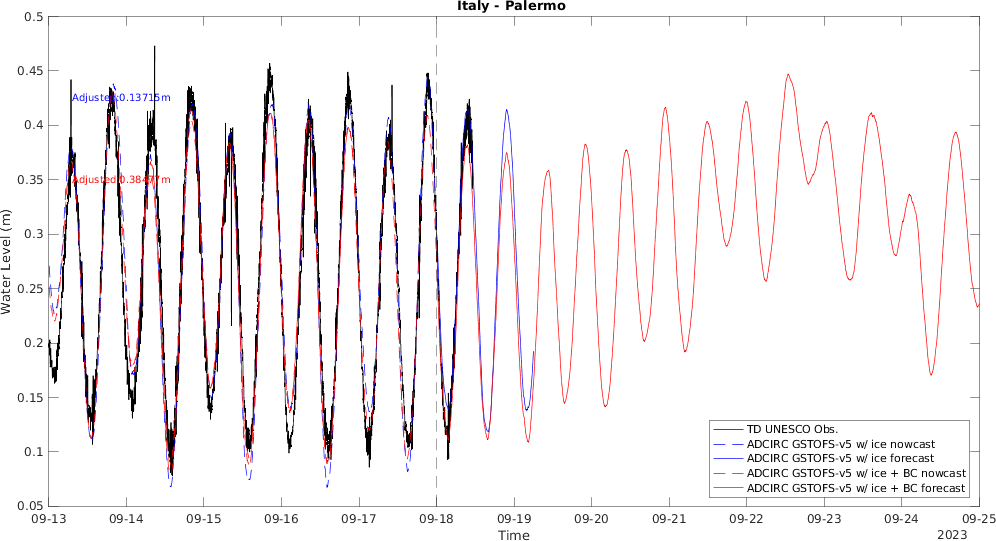 Italy - Palermo
0.5
0.45
0.4
0.35
0.3
0.25
0.2
0.15
0.1
0.05
Water Level (m)
Adjusted:0.13715m
TD UNESCO Obs.
ADCIRC GSTOFS-v5 w/ ice nowcast
ADCIRC GSTOFS-v5 w/ ice forecast
ADCIRC GSTOFS-v5 w/ ice + BC nowcast
ADCIRC GSTOFS-v5 w/ ice + BC forecast
09-13 09-14 09-15 09-16 09-17 09-18 09-19 09-20 09-21 09-22 09-23 09-24 09-25
Time
2023